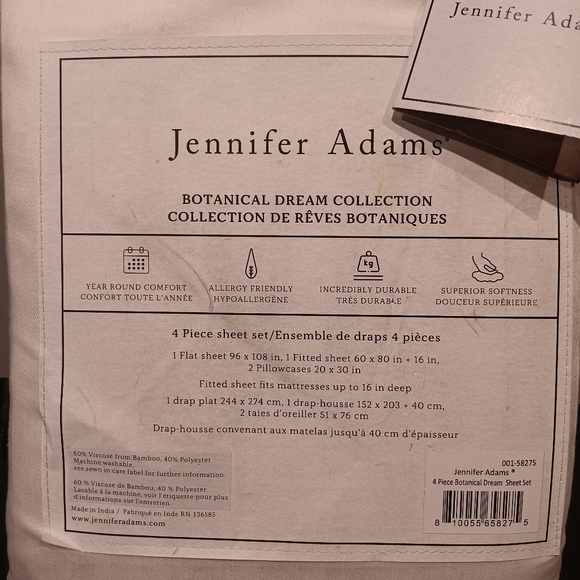 Jennifer Ada
Jennifer Adams
BOTANICAL DREAM COLLECTION
COLLECTION DE RÊVES BOTANIQUES
kg
YEAR ROUND COMFORT
CONFORT TOUTE L'ANNÉE
ALLERGY FRIENDLY
HYPOALLERGÈNE
INCREDIBLY DURABLE
TRÈS DURABLE
SUPERIOR SOFTNESS
DOUCEUR SUPÉRIEURE
4 Piece sheet set/Ensemble de draps 4 pièces
1 Flat sheet 96 x 108 in, 1 Fitted sheet 60 x 80 in + 16 in,
2 Pillowcases 20 x 30 in
Fitted sheet fits mattresses up to 16 in deep
1 drap plat 244 x 274 cm, 1 drap-housse 152 x 203 + 40 cm,
2 taies d'oreiller 51 x 76 cm
Drap-housse convenant aux matelas jusqu'à 40 cm d'épaisseur
60% Viscose from Bamboo, 40% Polyester
Machine washable,
see sewn in care label for further information.
60 % Viscose de Bambou, 40 % Polyester
Lavable à la machine, voir l'étiquette pour plus
d'informations sur l'entretien.
Made in India / Fabriqué en Inde RN 136585
www.jenniferadams.com
001-58275
Jennifer Adams ®
4 Piece Botanical Dream Sheet Set
8 10055 65827 5